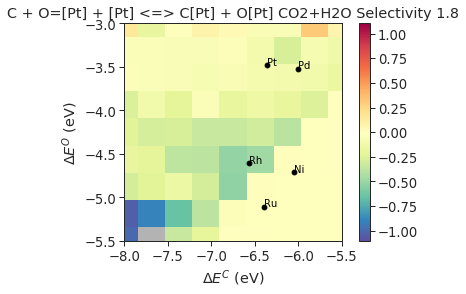 C + O=[Pt] + [Pt] <=> C[Pt] + O[Pt] CO2+H2O Selectivity 1.8
−3.0
−3.5
−4.0
−4.5
−5.0
−5.5
ΔE^O (eV)
Pt
Pd
Rh
Ni
Ru
−8.0 −7.5 −7.0 −6.5 −6.0 −5.5
ΔE^C (eV)
1.00
0.75
0.50
0.25
0.00
−0.25
−0.50
−0.75
−1.00